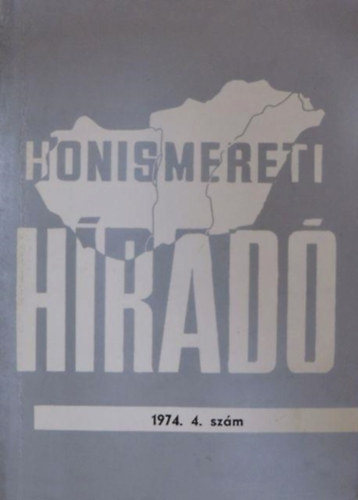 HONISMERETI
HÍRADÓ
1974. 4. szám